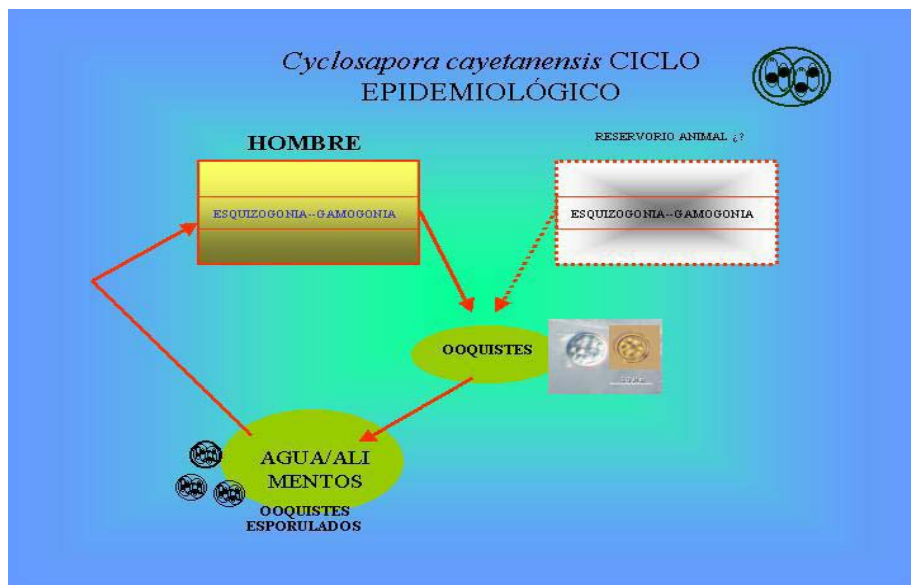 Cyclosapora cayetanensis CICLO
EPIDEMIOLÓGICO
HOMBRE
RESERVORIO ANIMAL ¿?
ESQUIZOGONIA--GAMOGONIA
ESQUIZOGONIA--GAMOGONIA
OOQUISTES
AGUA/ALI
MENTOS
OOQUISTES
ESPORULADOS